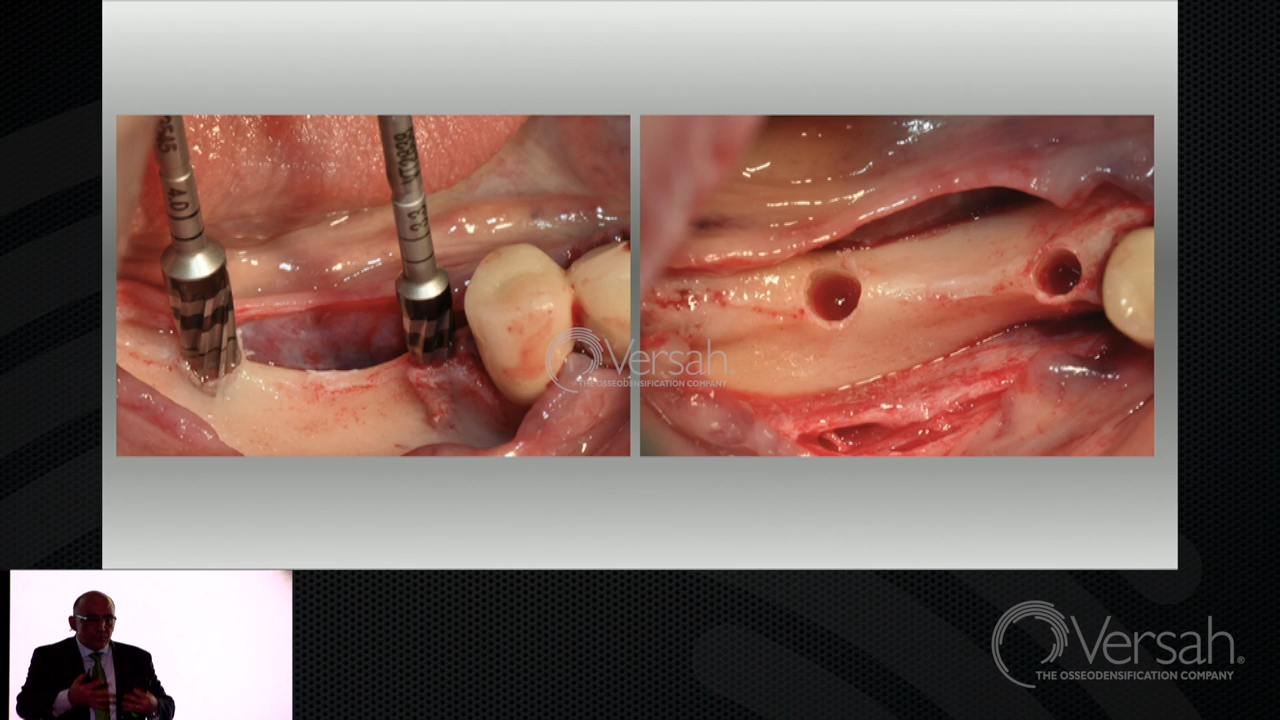 4.0
Versah
THE OSSEODENSIFICATION COMPANY
Versah®
THE OSSEODENSIFICATION COMPANY